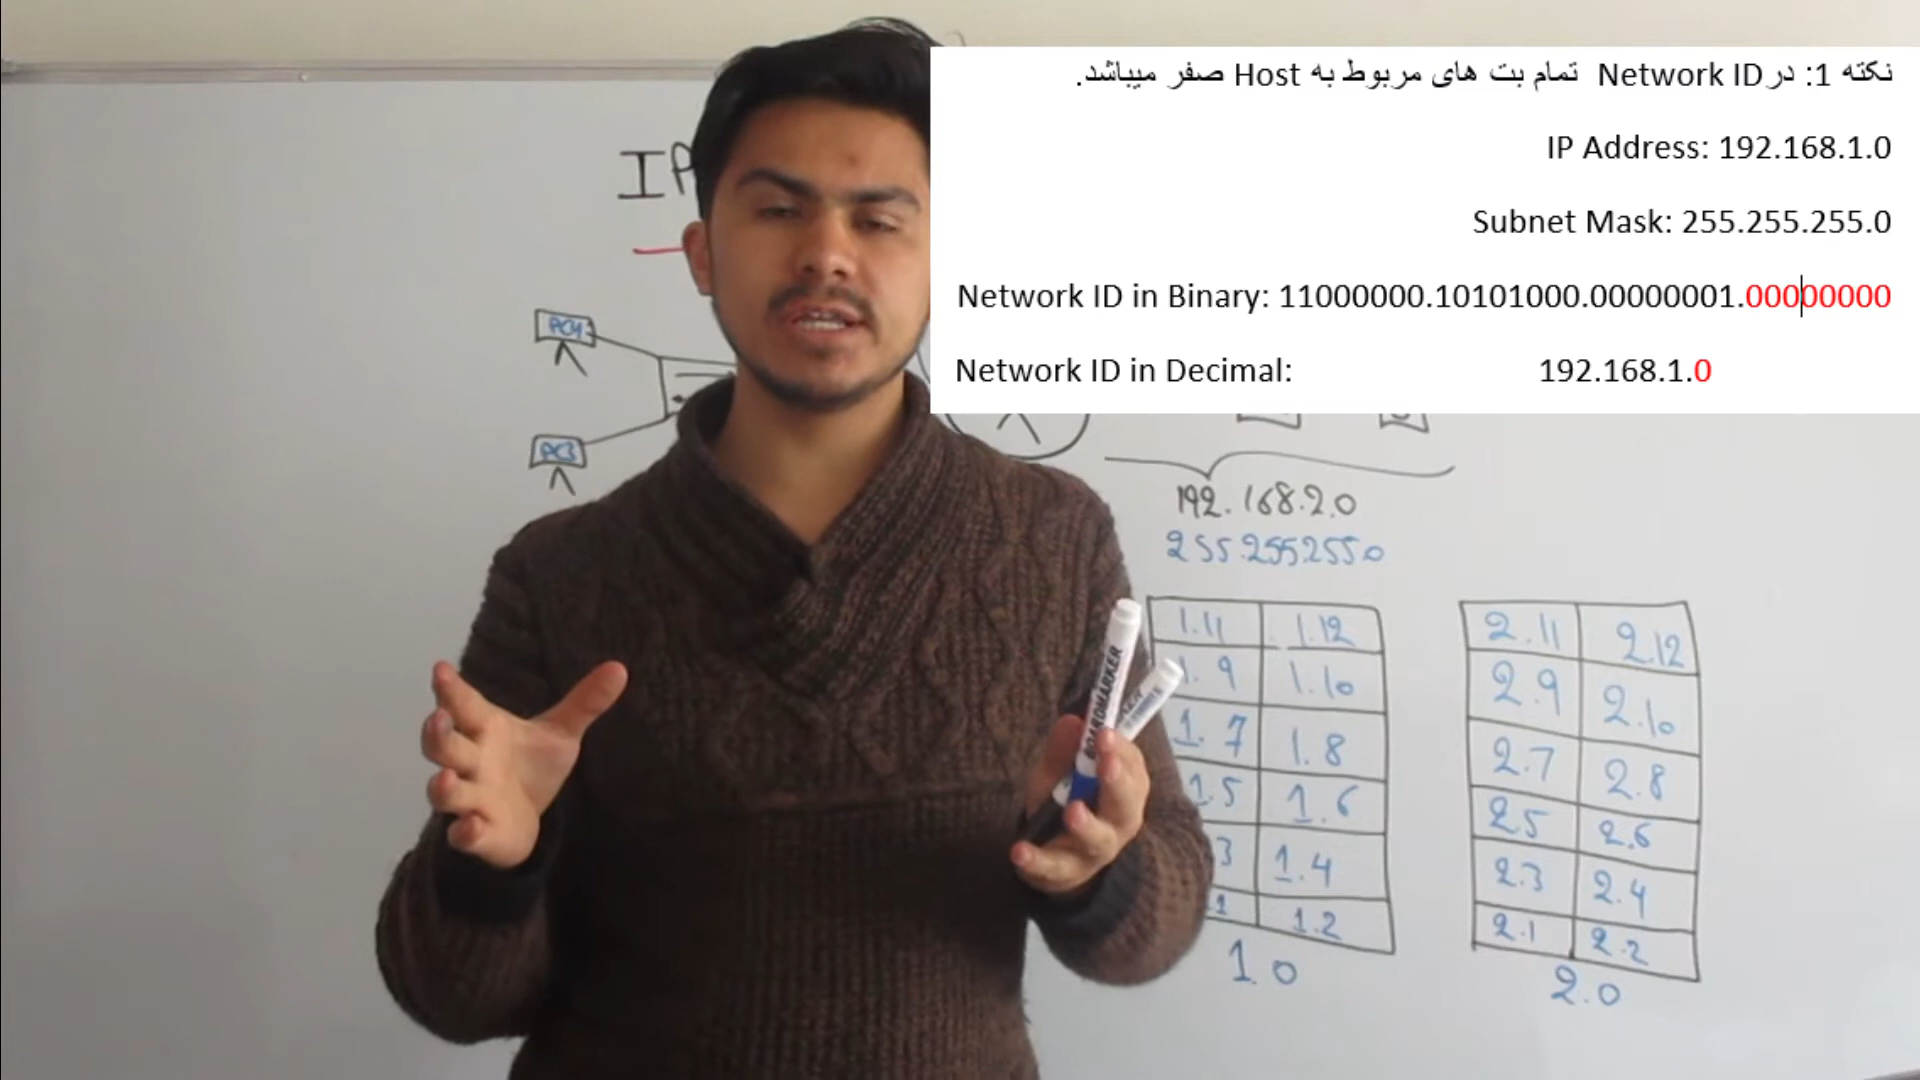 نکته 1: در Network ID تمام بت های مربوط به Host صفر میباشد.
IP Address: 192.168.1.0
Subnet Mask: 255.255.255.0
Network ID in Binary: 11000000.10101000.00000001.00000000
Network ID in Decimal: 192.168.1.0
IP
PC4
PC3
192.168.2.0
255.255.255.0
1.11 1.12
1.9 1.10
1.7 1.8
1.5 1.6
3 1.4
1 1.2
1.0
2.11 2.12
2.9 2.10
2.7 2.8
2.5 2.6
2.3 2.4
2.1 2.2
2.0
BOARDMARKER